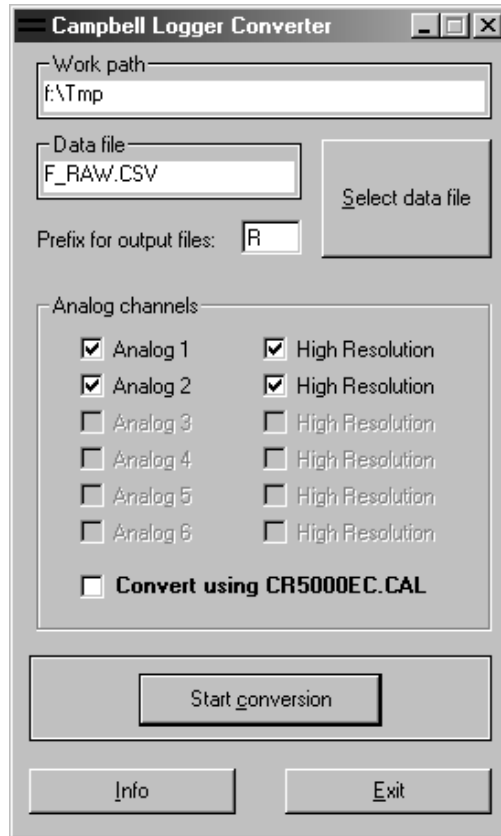 Campbell Logger Converter
Work path
f:\Tmp
Data file
F_RAW.CSV
Select data file
Prefix for output files: R
Analog channels
Analog 1 High Resolution
Analog 2 High Resolution
Analog 3 High Resolution
Analog 4 High Resolution
Analog 5 High Resolution
Analog 6 High Resolution
Convert using CR5000EC.CAL
Start conversion
Info Exit